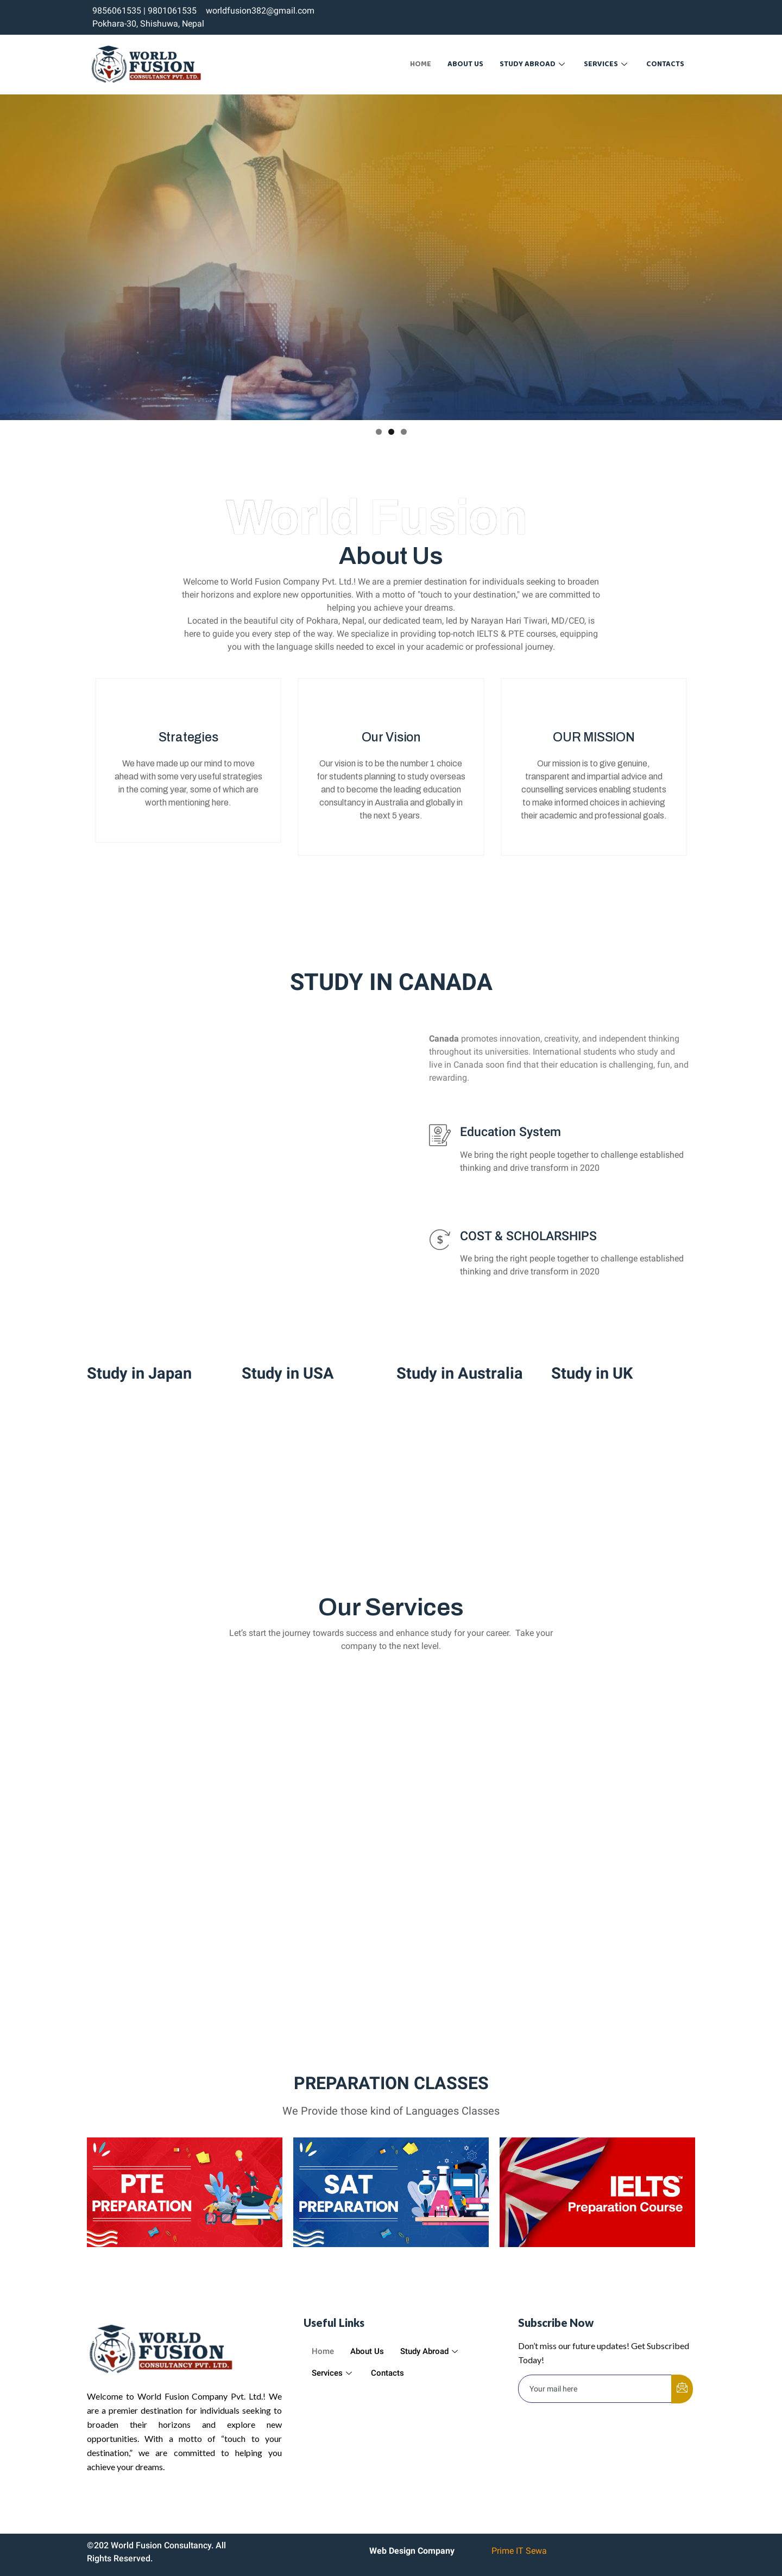 9856061535 | 9801061535 worldfusion382@gmail.com
Pokhara-30, Shishuwa, Nepal
WORLD
FUSION
CONSULTANCY PVT. LTD.
HOME ABOUT US STUDY ABROAD SERVICES CONTACTS
World Fusion
About Us
Welcome to World Fusion Company Pvt. Ltd.! We are a premier destination for individuals seeking to broaden
their horizons and explore new opportunities. With a motto of "touch to your destination," we are committed to
helping you achieve your dreams.
Located in the beautiful city of Pokhara, Nepal, our dedicated team, led by Narayan Hari Tiwari, MD/CEO, is
here to guide you every step of the way. We specialize in providing top-notch IELTS & PTE courses, equipping
you with the language skills needed to excel in your academic or professional journey.
Strategies
We have made up our mind to move
ahead with some very useful strategies
in the coming year, some of which are
worth mentioning here.
Our Vision
Our vision is to be the number 1 choice
for students planning to study overseas
and to become the leading education
consultancy in Australia and globally in
the next 5 years.
OUR MISSION
Our mission is to give genuine,
transparent and impartial advice and
counselling services enabling students
to make informed choices in achieving
their academic and professional goals.
STUDY IN CANADA
Canada promotes innovation, creativity, and independent thinking
throughout its universities. International students who study and
live in Canada soon find that their education is challenging, fun, and
rewarding.
Education System
We bring the right people together to challenge established
thinking and drive transform in 2020
COST & SCHOLARSHIPS
We bring the right people together to challenge established
thinking and drive transform in 2020
Study in Japan Study in USA Study in Australia Study in UK
Our Services
Let's start the journey towards success and enhance study for your career. Take your
company to the next level.
PREPARATION CLASSES
We Provide those kind of Languages Classes
PTE
PREPARATION
SAT
PREPARATION
IELTS™
Preparation Course
WORLD
FUSION
CONSULTANCY PVT. LTD.
Welcome to World Fusion Company Pvt. Ltd.! We
are a premier destination for individuals seeking to
broaden their horizons and explore new
opportunities. With a motto of "touch to your
destination," we are committed to helping you
achieve your dreams.
Useful Links
Home About Us Study Abroad
Services Contacts
Subscribe Now
Don't miss our future updates! Get Subscribed
Today!
Your mail here
©202 World Fusion Consultancy. All
Rights Reserved.
Web Design Company Prime IT Sewa